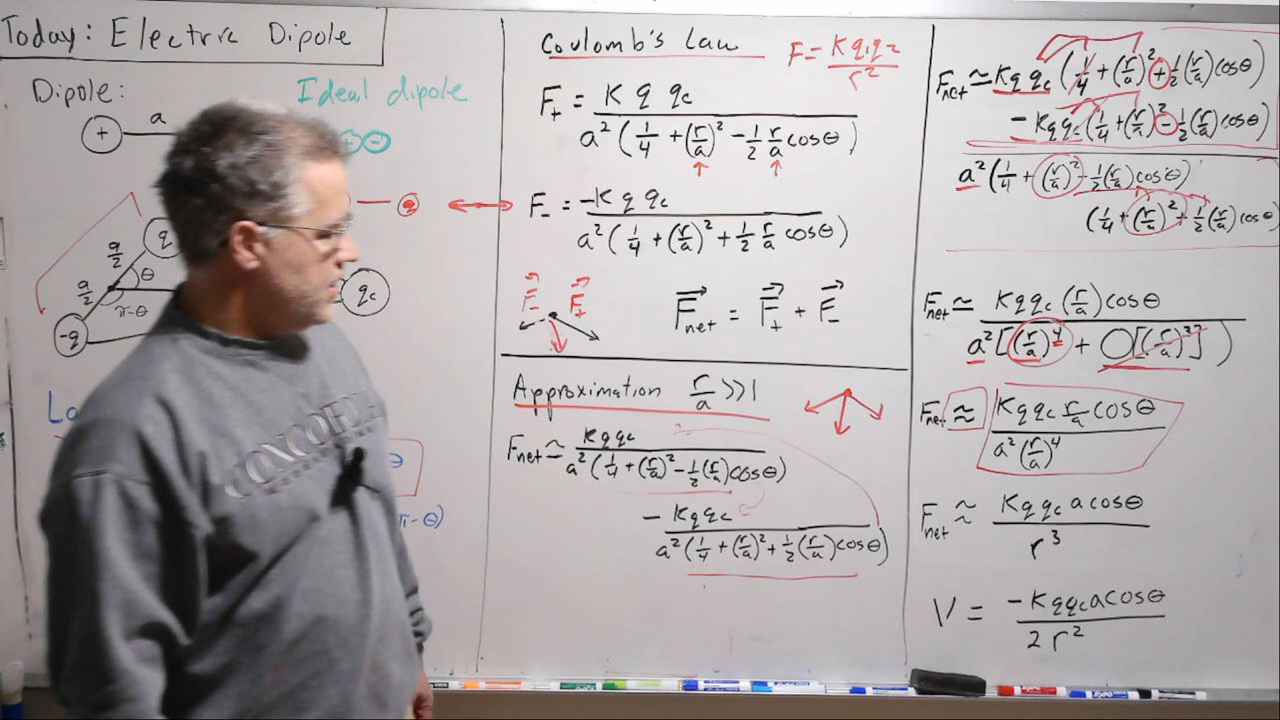 Today: Electric Dipole
Dipole:
Ideal dipole
+ a
+ -
q
a/2 q
θ
a/2
π-θ
-q
qc
La
θ
π-θ)
CONCORD
Coulomb's Law
F = Kq₁q₂/r²
F₊ = K q qc / a²(1/4 + (r/a)² - 1/2 r/a cosθ)
F₋ = -K q qc / a²(1/4 + (r/a)² + 1/2 r/a cosθ)
F₋ F₊
Fnet = F₊ + F₋
Approximation r/a >> 1
Fnet ≃ Kqqc / a²(1/4 + (r/a)² - 1/2(r/a)cosθ)
- Kqqc / a²(1/4 + (r/a)² + 1/2(r/a)cosθ)
Fnet ≃ Kqqc(1/4 + (r/a)² + 1/2(r/a)cosθ)
- Kqqc(1/4 + (r/a)² - 1/2(r/a)cosθ)
a²(1/4 + (r/a)² - 1/2(r/a)cosθ)
(1/4 + (r/a)² + 1/2(r/a)cosθ)
Fnet ≃ Kqqc(r/a)cosθ / a²[(r/a)⁴ + O[(r/a)³]])
Fnet ≈ Kqqc r/a cosθ / a²(r/a)⁴
Fnet ≈ Kqqc a cosθ / r³
V = -Kqqc a cosθ / 2r²